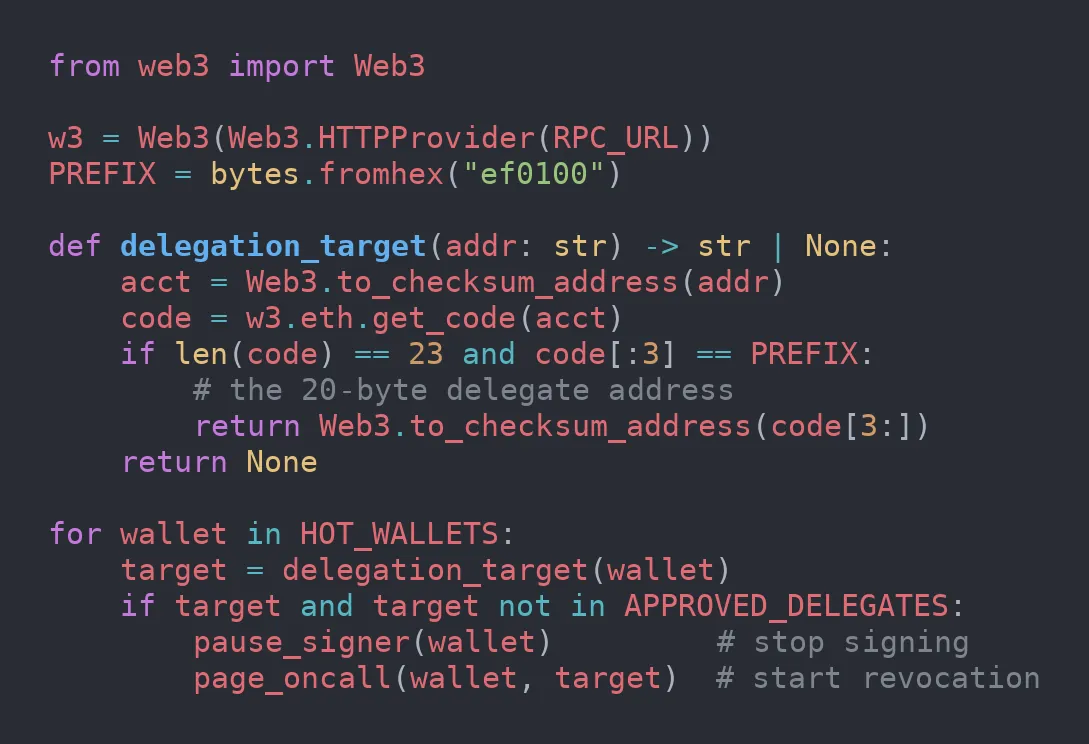 from web3 import Web3
w3 = Web3(Web3.HTTPProvider(RPC_URL))
PREFIX = bytes.fromhex("ef0100")
def delegation_target(addr: str) -> str | None:
    acct = Web3.to_checksum_address(addr)
    code = w3.eth.get_code(acct)
    if len(code) == 23 and code[:3] == PREFIX:
        # the 20-byte delegate address
        return Web3.to_checksum_address(code[3:])
    return None
for wallet in HOT_WALLETS:
    target = delegation_target(wallet)
    if target and target not in APPROVED_DELEGATES:
        pause_signer(wallet)         # stop signing
        page_oncall(wallet, target)  # start revocation